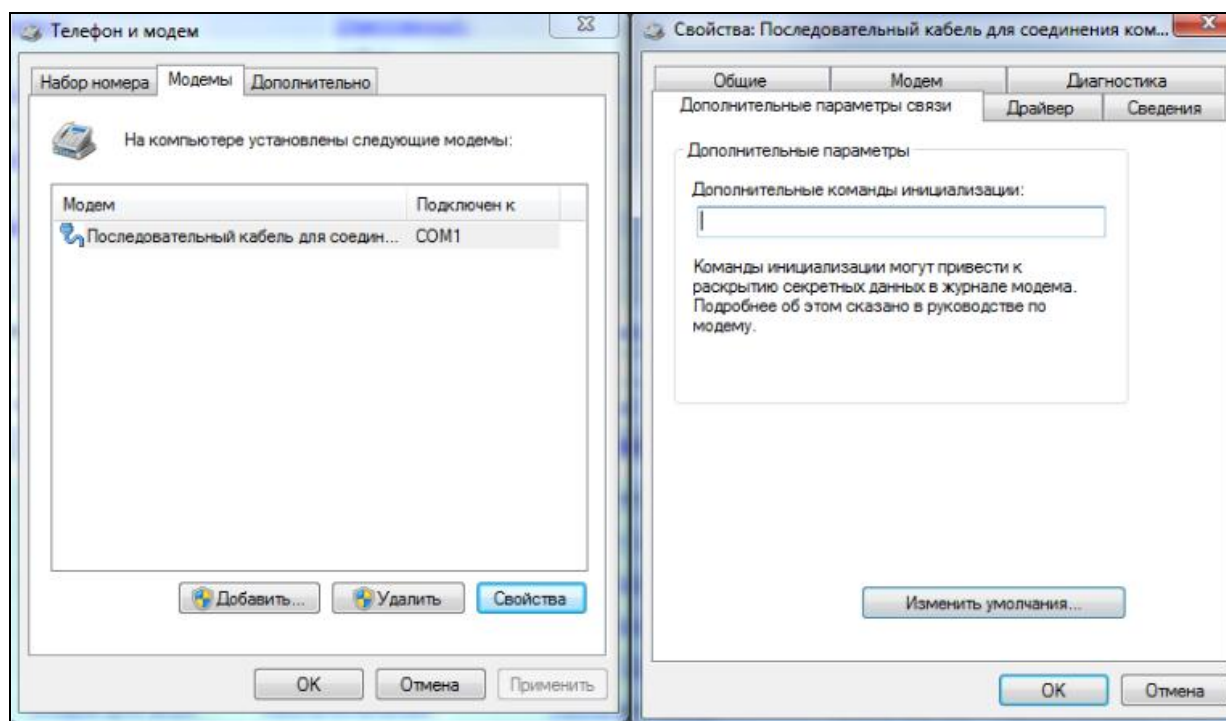 Телефон и модем
Набор номера Модемы Дополнительно
На компьютере установлены следующие модемы:
Модем Подключен к
Последовательный кабель для соедин... COM1
Добавить... Удалить Свойства
OK Отмена Применить
Свойства: Последовательный кабель для соединения ком...
Общие Модем Диагностика
Дополнительные параметры связи Драйвер Сведения
Дополнительные параметры
Дополнительные команды инициализации:
Команды инициализации могут привести к
раскрытию секретных данных в журнале модема.
Подробнее об этом сказано в руководстве по
модему.
Изменить умолчания...
OK Отмена